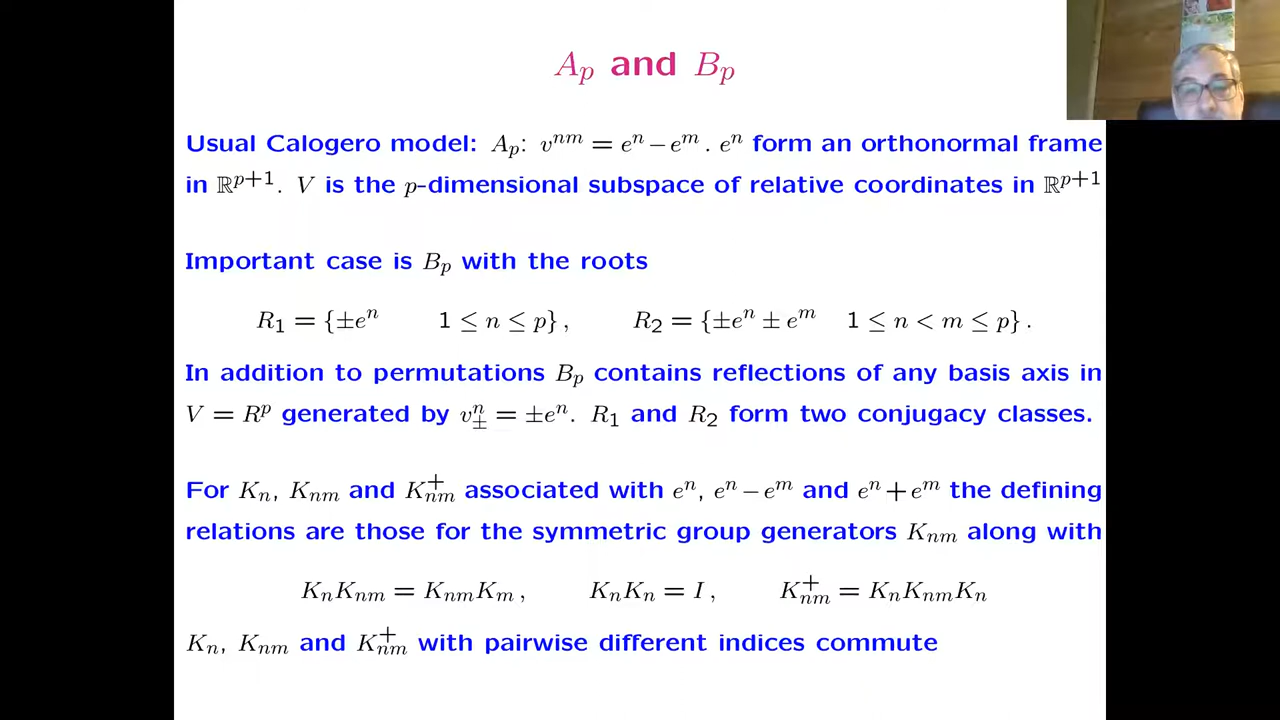 A_p and B_p
Usual Calogero model: A_p: v^{nm} = e^n − e^m . e^n form an orthonormal frame
in ℝ^{p+1}. V is the p-dimensional subspace of relative coordinates in ℝ^{p+1}
Important case is B_p with the roots
R_1 = {±e^n 1 ≤ n ≤ p} , R_2 = {±e^n ± e^m 1 ≤ n < m ≤ p} .
In addition to permutations B_p contains reflections of any basis axis in
V = R^p generated by v^n_± = ±e^n. R_1 and R_2 form two conjugacy classes.
For K_n, K_{nm} and K^+_{nm} associated with e^n, e^n − e^m and e^n + e^m the defining
relations are those for the symmetric group generators K_{nm} along with
K_n K_{nm} = K_{nm} K_m , K_n K_n = I , K^+_{nm} = K_n K_{nm} K_n
K_n, K_{nm} and K^+_{nm} with pairwise different indices commute